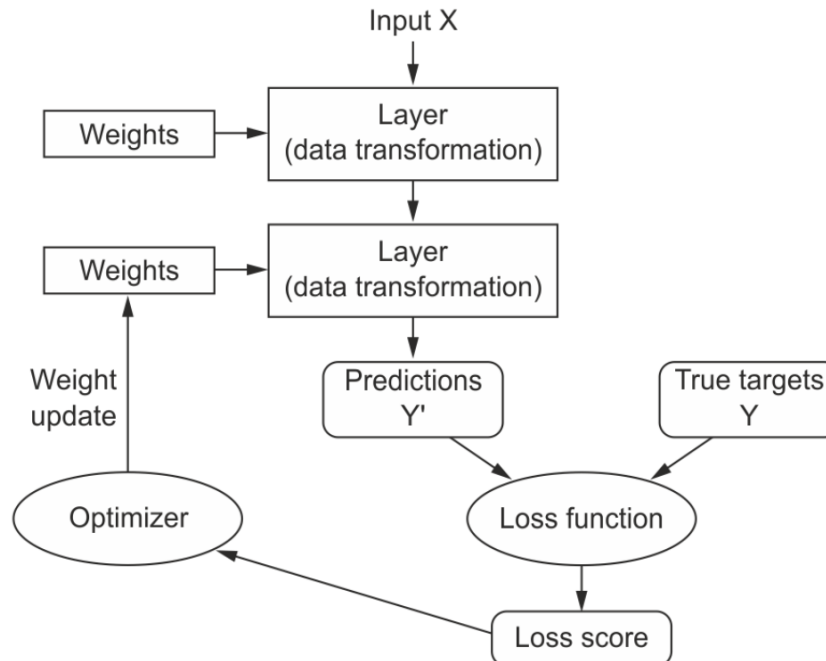 Input X
Layer
(data transformation)
Weights
Layer
(data transformation)
Weights
Predictions
Y'
True targets
Y
Weight
update
Optimizer
Loss function
Loss score